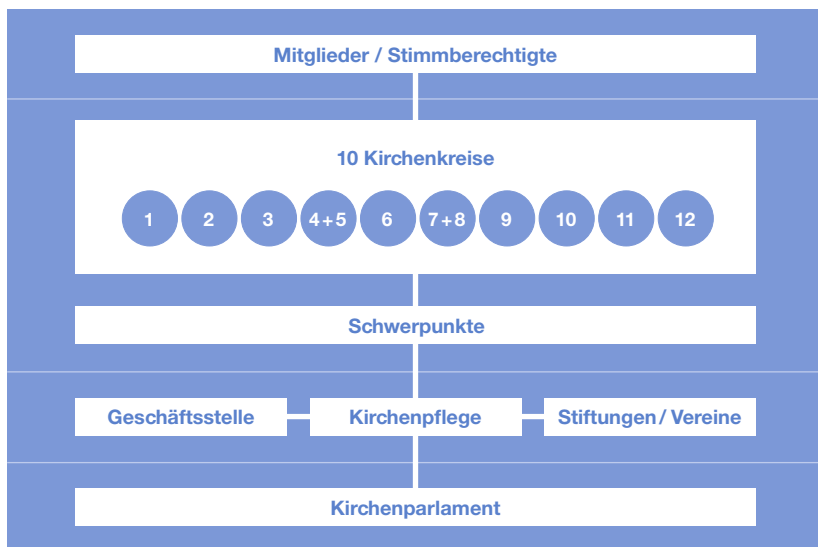 Mitglieder / Stimmberechtigte
10 Kirchenkreise
1 2 3 4+5 6 7+8 9 10 11 12
Schwerpunkte
Geschäftsstelle Kirchenpflege Stiftungen / Vereine
Kirchenparlament